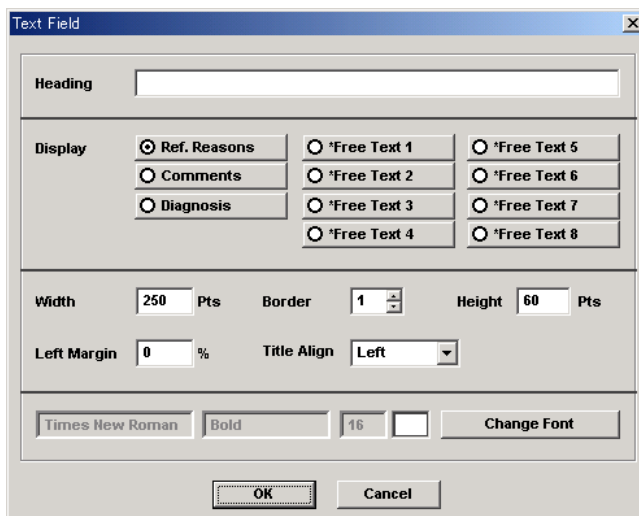 Text Field
Heading
Display Ref. Reasons *Free Text 1 *Free Text 5
Comments *Free Text 2 *Free Text 6
Diagnosis *Free Text 3 *Free Text 7
*Free Text 4 *Free Text 8
Width 250 Pts Border 1 Height 60 Pts
Left Margin 0 % Title Align Left
Times New Roman Bold 16 Change Font
OK Cancel